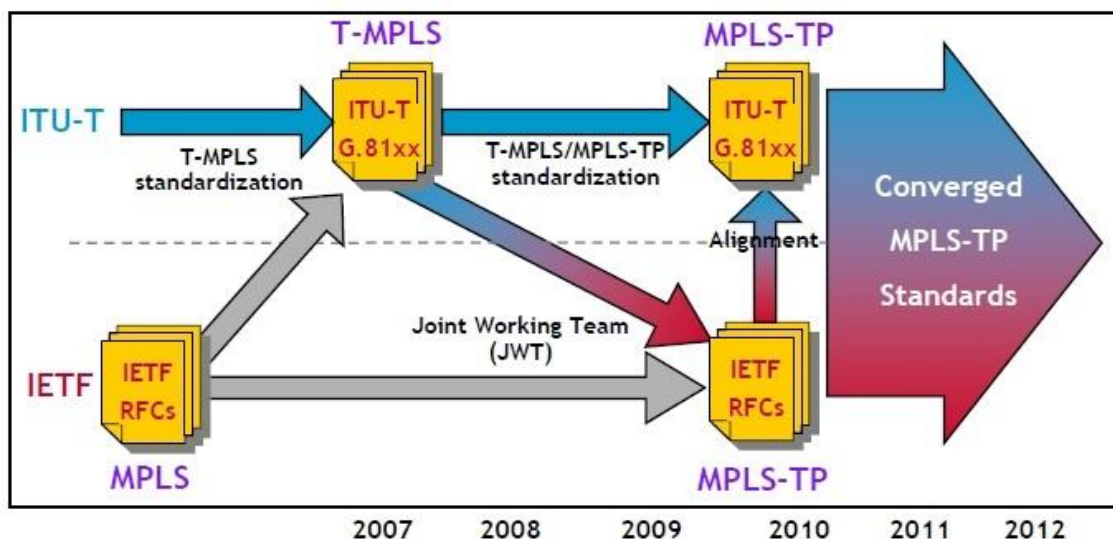 T-MPLS
MPLS-TP
ITU-T
ITU-T
G.81xx
ITU-T
G.81xx
T-MPLS
standardization
T-MPLS/MPLS-TP
standardization
Converged
MPLS-TP
Standards
Alignment
Joint Working Team
(JWT)
IETF
IETF
RFCs
IETF
RFCs
MPLS
MPLS-TP
2007 2008 2009 2010 2011 2012